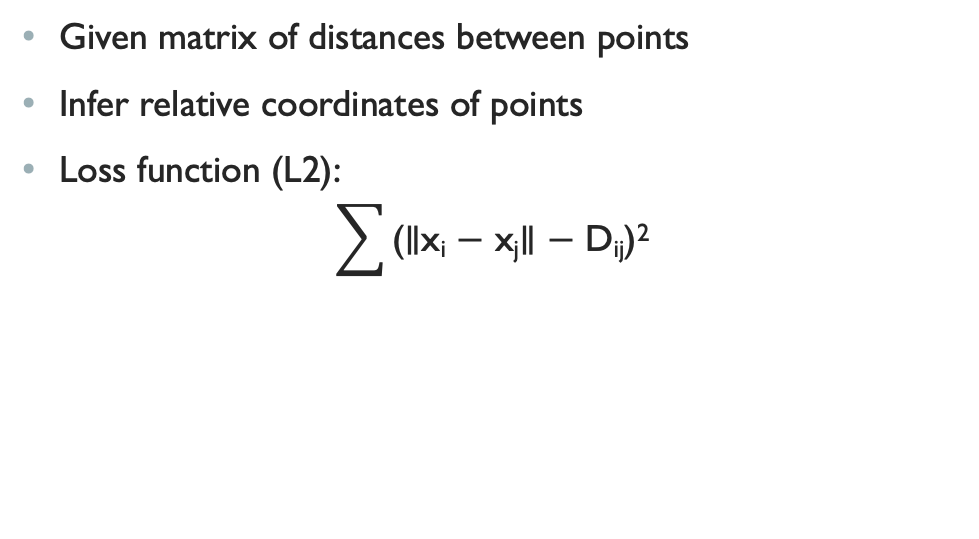 • Given matrix of distances between points
• Infer relative coordinates of points
• Loss function (L2):
∑ (‖xᵢ − xⱼ‖ − Dᵢⱼ)²